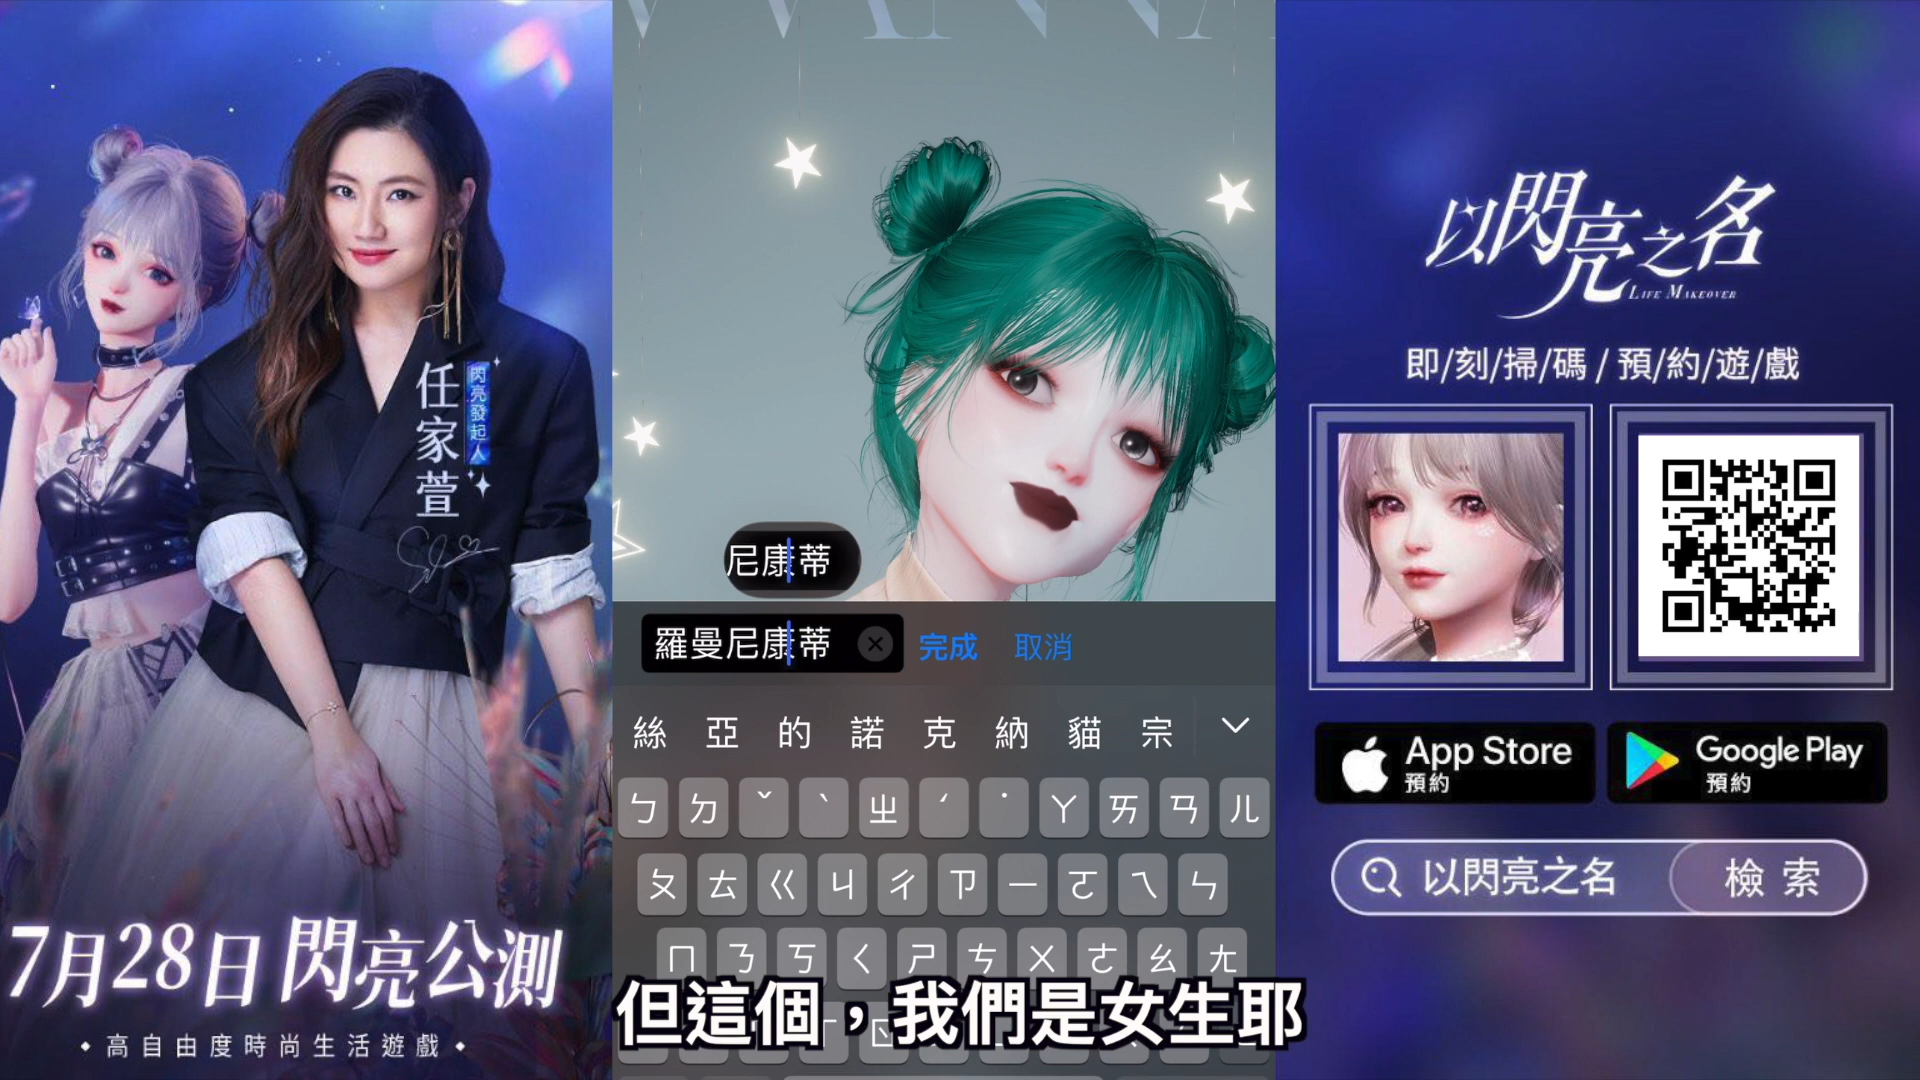 任家萱
閃亮發起人
7月28日 閃亮公測
高自由度時尚生活遊戲
尼康蒂
羅曼尼康蒂
完成 取消
絲 亞 的 諾 克 納 貓 宗
ㄅ ㄉ ˇ ˋ ㄓ ˊ ˙ ㄚ ㄞ ㄢ ㄦ
ㄆ ㄊ ㄍ ㄐ ㄔ ㄗ ㄧ ㄛ ㄟ ㄣ
ㄇ ㄋ ㄎ ㄑ ㄕ ㄘ ㄨ ㄜ ㄠ ㄤ
但這個，我們是女生耶
以閃亮之名
LIFE MAKEOVER
即/刻/掃/碼/預/約/遊/戲
App Store
預約
Google Play
預約
以閃亮之名 檢索